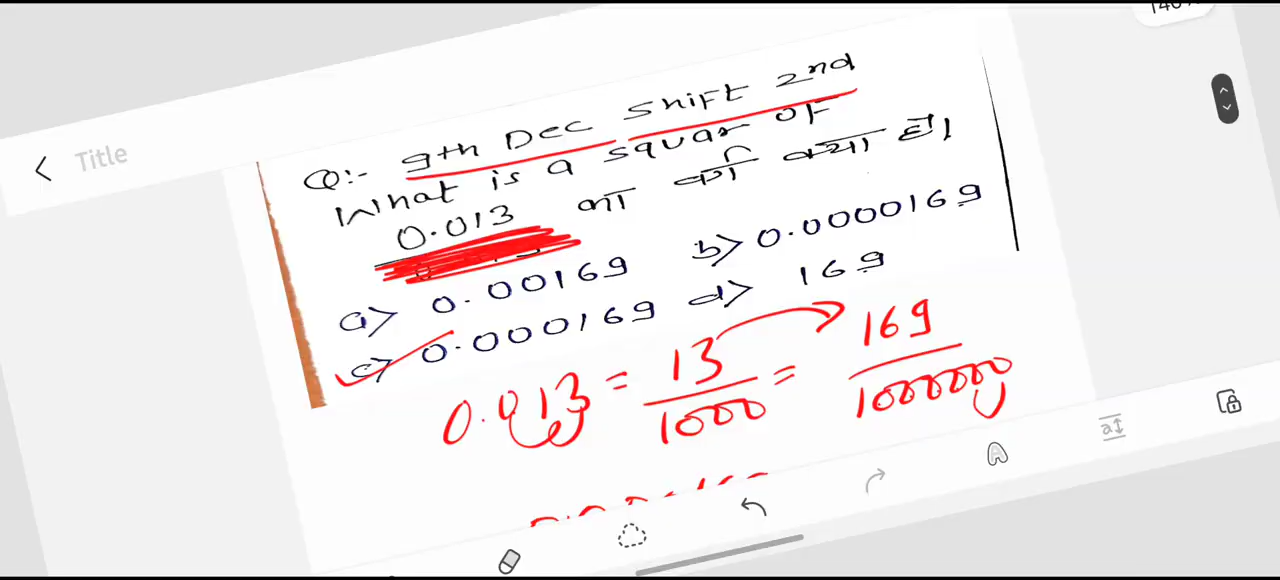 Title
Q:- 9th Dec Shift 2nd
What is a squar of
0.013 का वर्ग क्या है।
a> 0.00169 b> 0.0000169
c> 0.000169 d> 169
0.013 = 13/1000 = 169/1000000